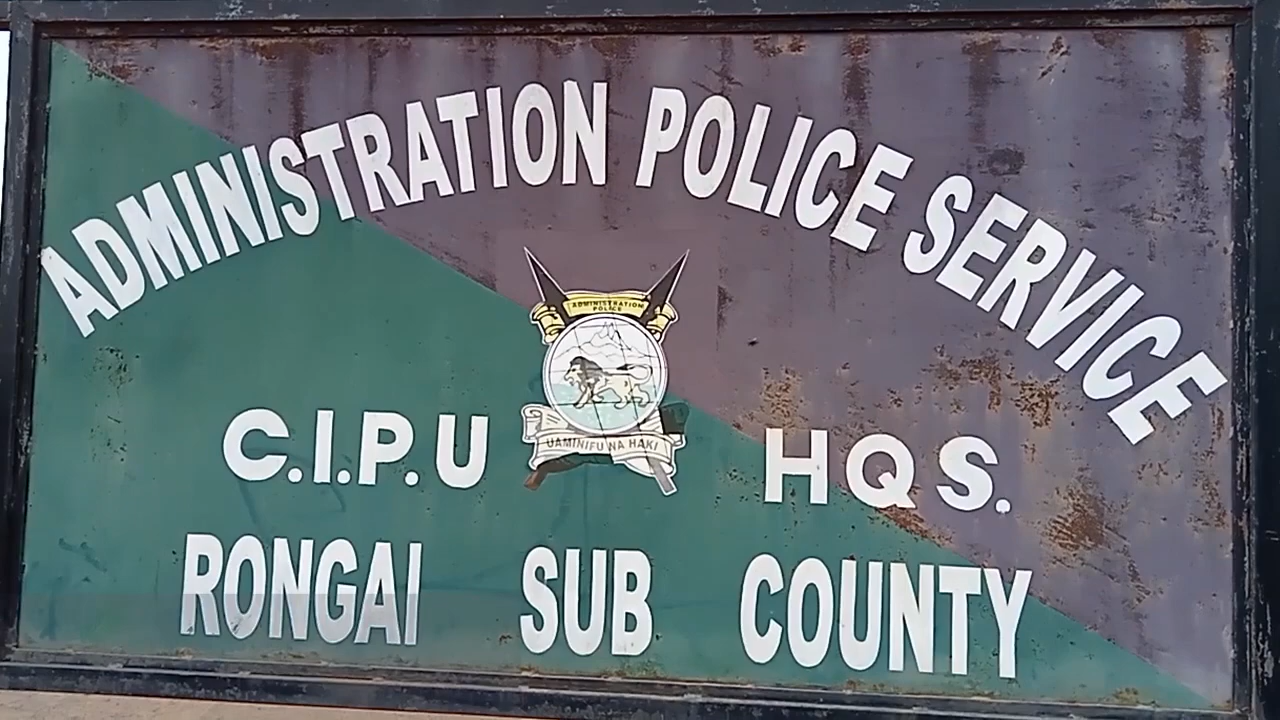 ADMINISTRATION POLICE SERVICE
ADMINISTRATION
POLICE
UAMINIFU NA HAKI
C.I.P.U HQS.
RONGAI SUB COUNTY